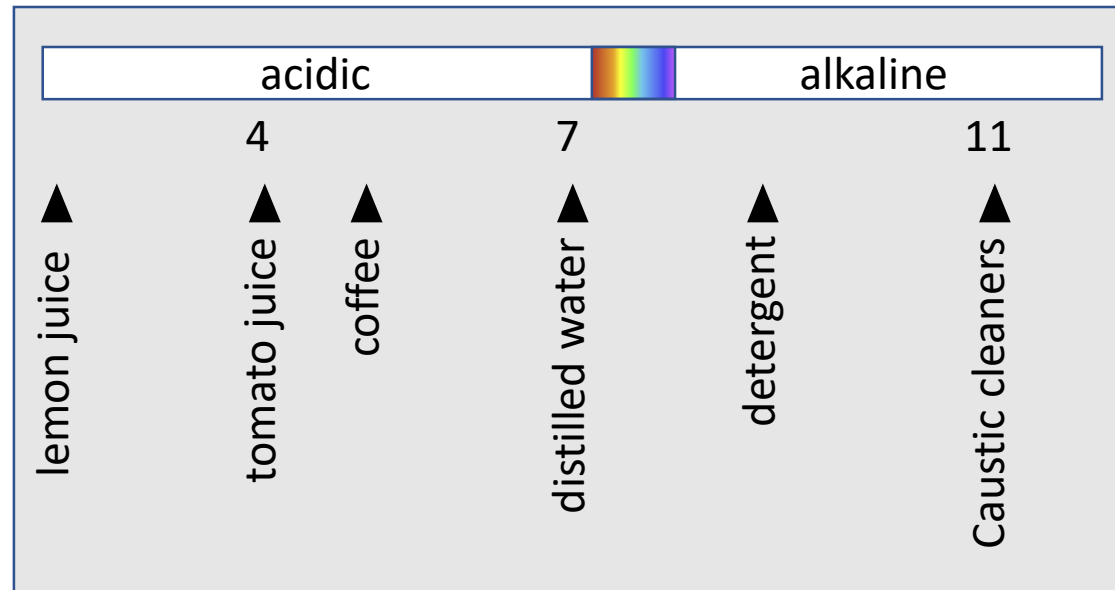 acidic
alkaline
4
7
11
lemon juice
tomato juice
coffee
distilled water
detergent
Caustic cleaners